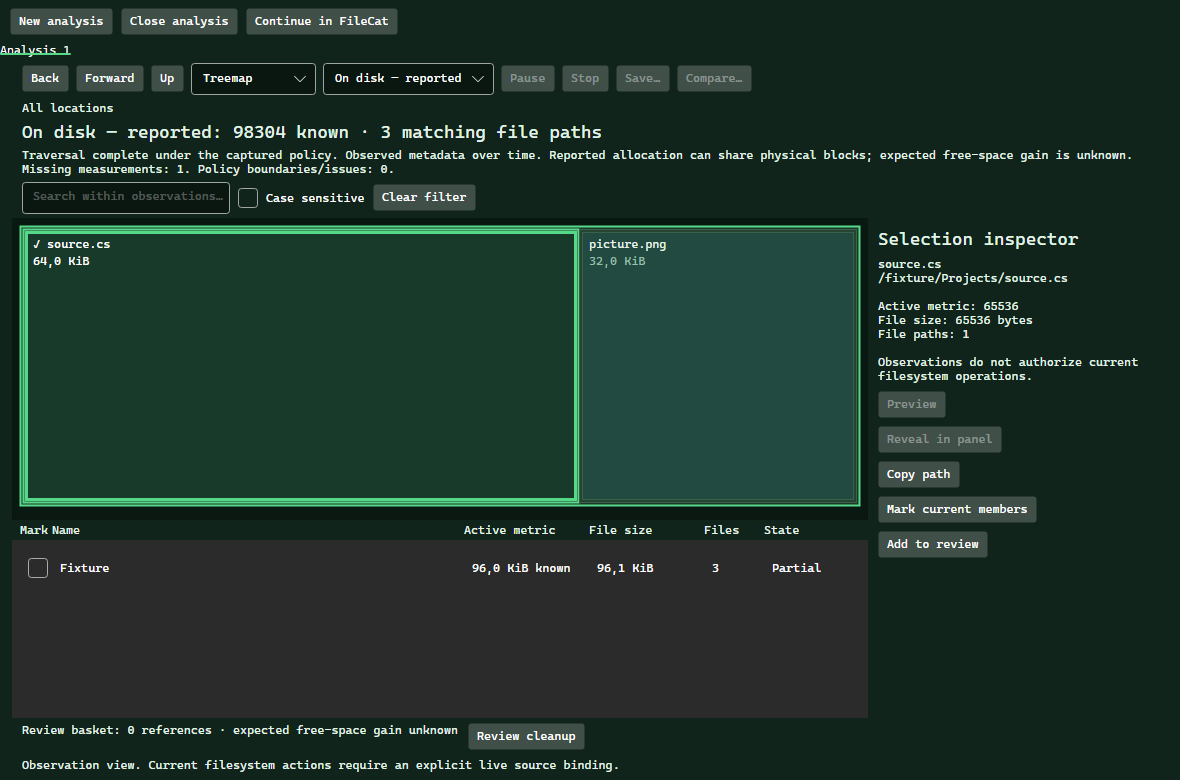 New analysis Close analysis Continue in FileCat
Analysis 1
Back Forward Up Treemap On disk — reported Pause Stop Save… Compare…
All locations
On disk — reported: 98304 known · 3 matching file paths
Traversal complete under the captured policy. Observed metadata over time. Reported allocation can share physical blocks; expected free-space gain is unknown.
Missing measurements: 1. Policy boundaries/issues: 0.
Search within observations… Case sensitive Clear filter
✓ source.cs
64,0 KiB
picture.png
32,0 KiB
Selection inspector
source.cs
/fixture/Projects/source.cs
Active metric: 65536
File size: 65536 bytes
File paths: 1
Observations do not authorize current
filesystem operations.
Preview
Reveal in panel
Copy path
Mark current members
Add to review
Mark Name Active metric File size Files State
Fixture 96,0 KiB known 96,1 KiB 3 Partial
Review basket: 0 references · expected free-space gain unknown Review cleanup
Observation view. Current filesystem actions require an explicit live source binding.